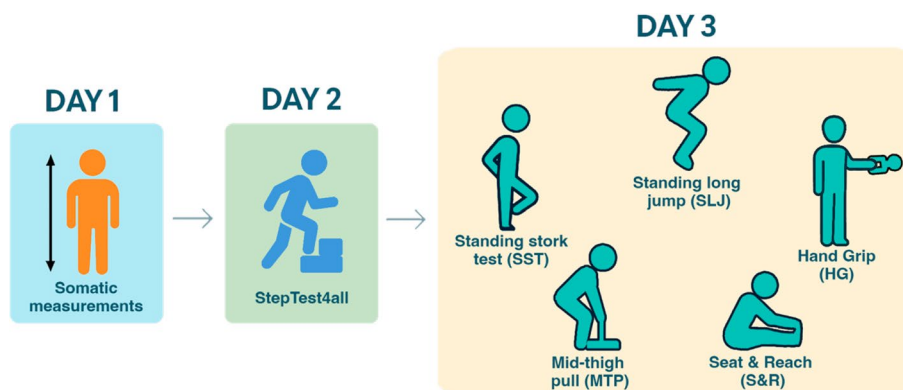 DAY 1
Somatic
measurements
DAY 2
StepTest4all
DAY 3
Standing stork
test (SST)
Standing long
jump (SLJ)
Hand Grip
(HG)
Mid-thigh
pull (MTP)
Seat & Reach
(S&R)